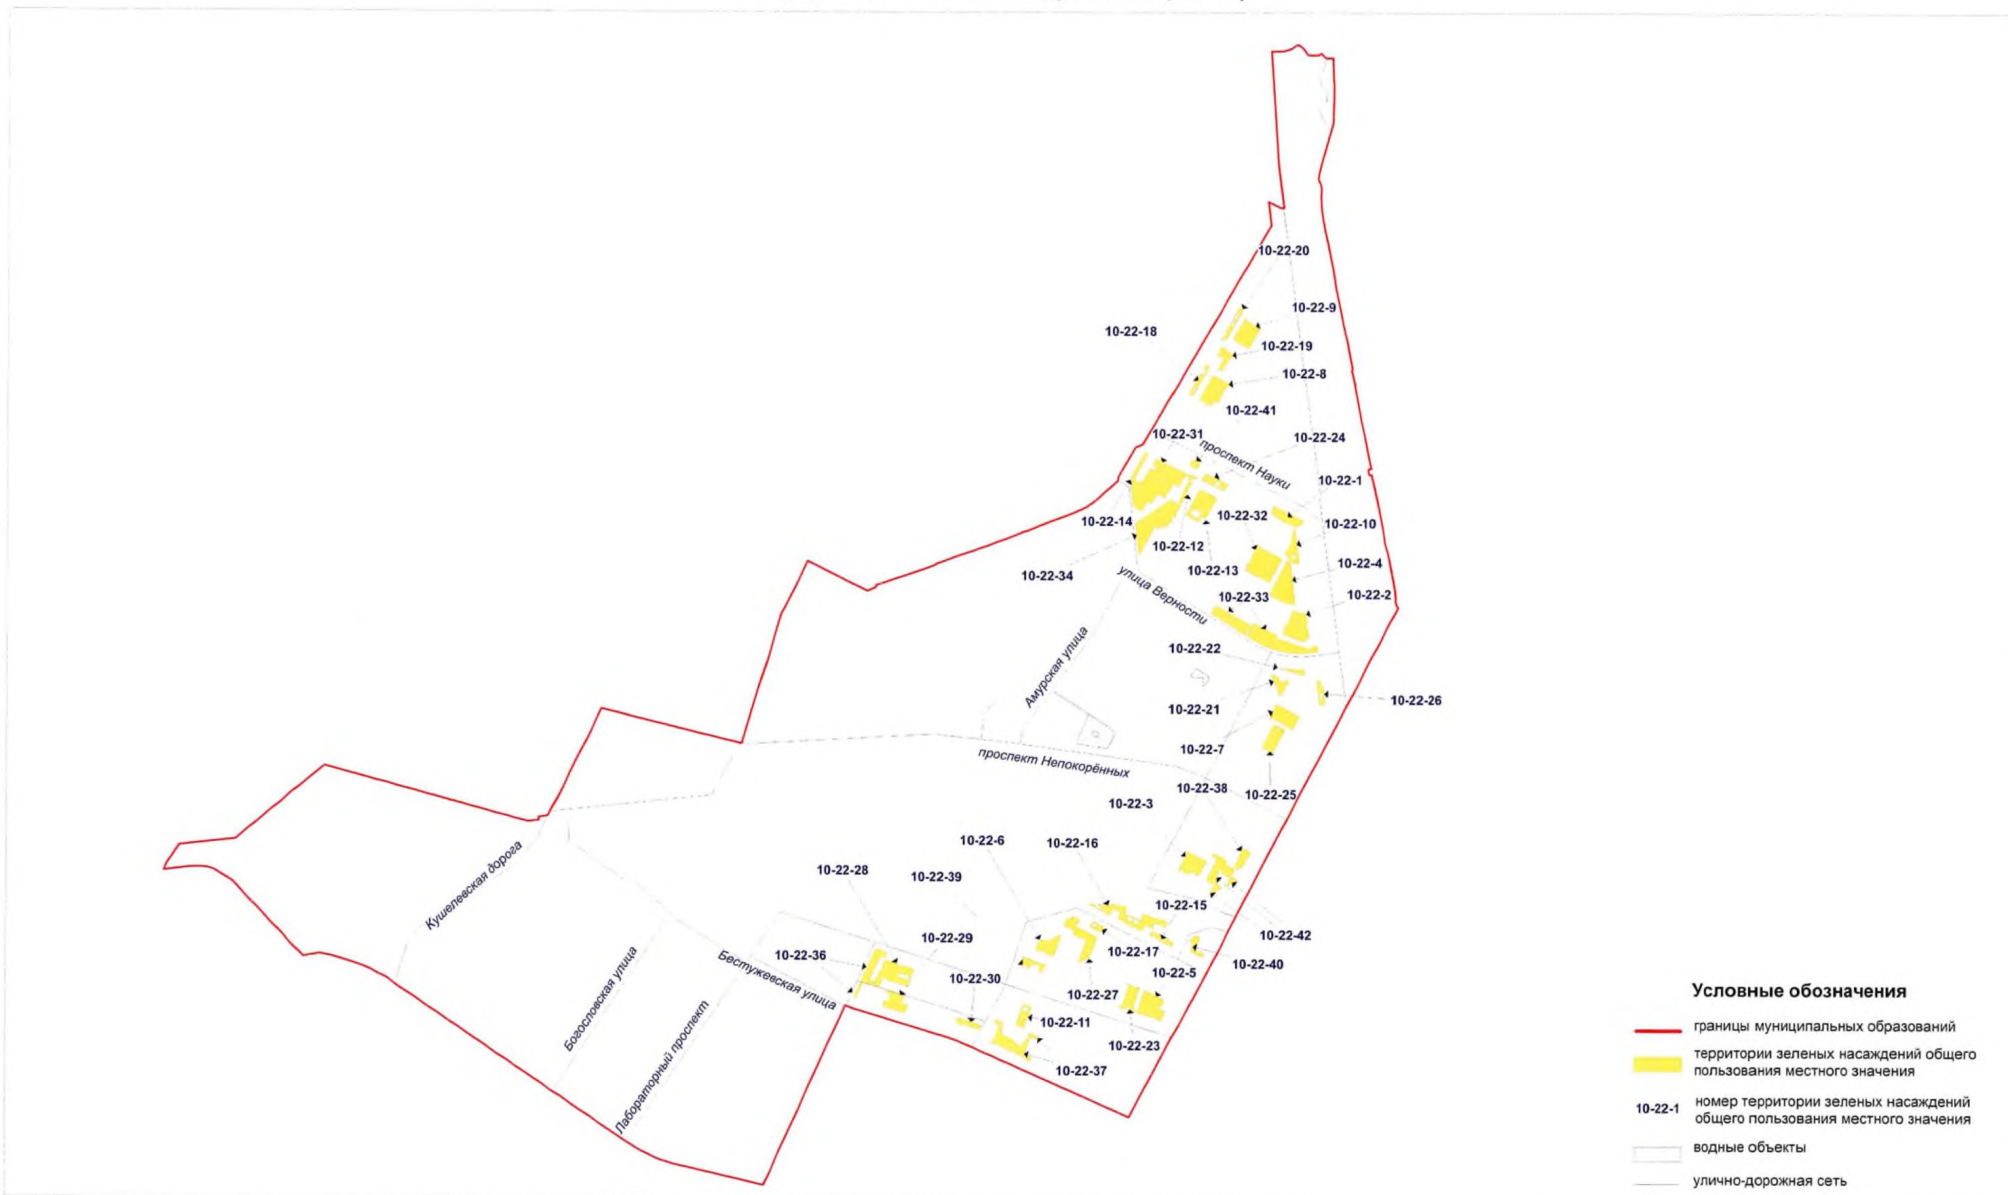 10-22-20
10-22-9
10-22-18
10-22-19
10-22-8
10-22-41
10-22-31
10-22-24
проспект Науки
10-22-1
10-22-14
10-22-32
10-22-10
10-22-12
10-22-4
10-22-34
10-22-13
улица Верности
10-22-33
10-22-2
10-22-22
Амурская улица
10-22-26
10-22-21
10-22-7
проспект Непокорённых
10-22-38
10-22-25
10-22-3
10-22-6
10-22-16
Кушелевская дорога
10-22-28
10-22-39
10-22-15
10-22-42
10-22-29
10-22-36
10-22-17
10-22-40
Бестужевская улица
10-22-30
10-22-5
10-22-27
Богословская улица
10-22-11
Лабораторный проспект
10-22-23
10-22-37
Условные обозначения
границы муниципальных образований
территории зеленых насаждений общего
пользования местного значения
10-22-1 номер территории зеленых насаждений
общего пользования местного значения
водные объекты
улично-дорожная сеть